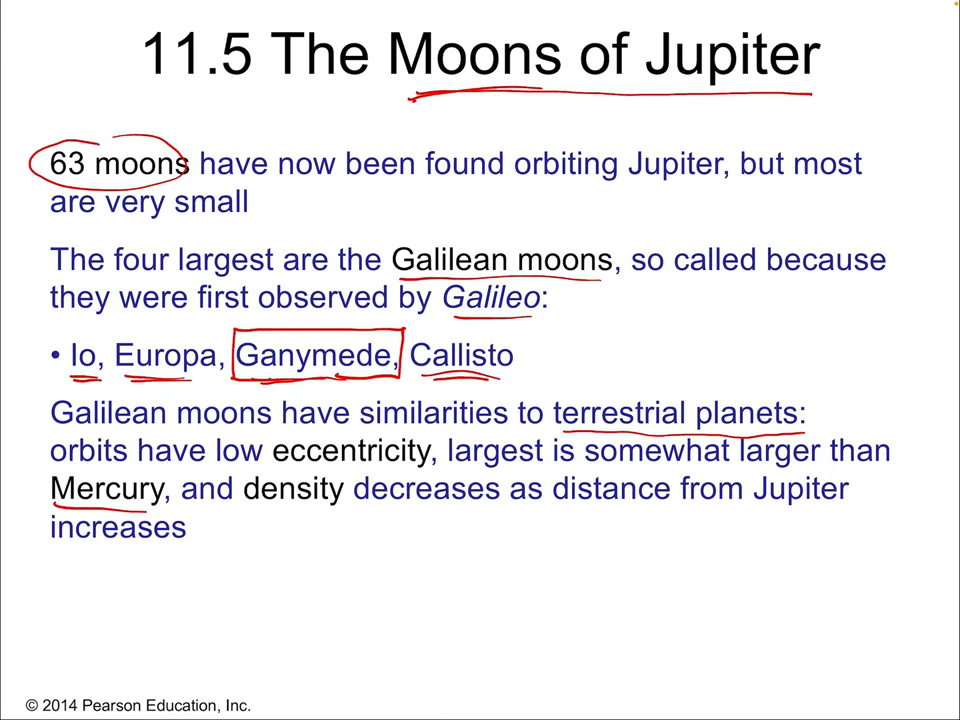 11.5 The Moons of Jupiter
63 moons have now been found orbiting Jupiter, but most
are very small
The four largest are the Galilean moons, so called because
they were first observed by Galileo:
• Io, Europa, Ganymede, Callisto
Galilean moons have similarities to terrestrial planets:
orbits have low eccentricity, largest is somewhat larger than
Mercury, and density decreases as distance from Jupiter
increases
© 2014 Pearson Education, Inc.